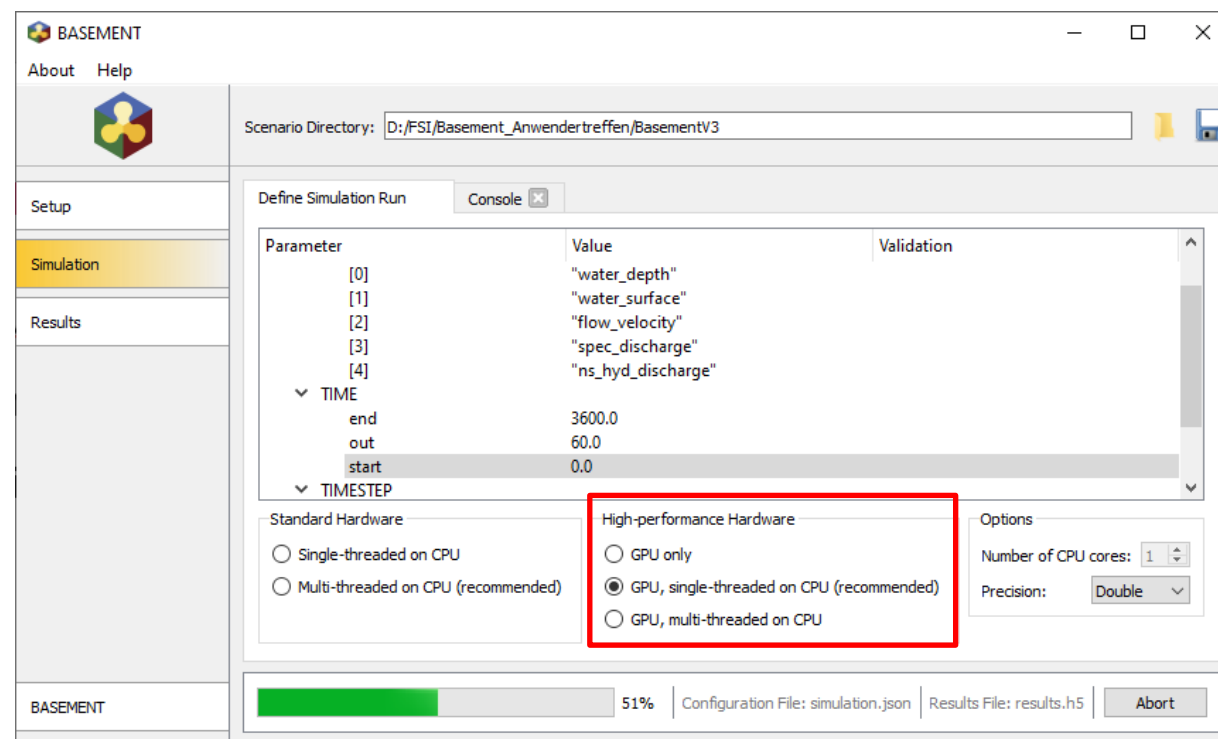 BASEMENT
About Help
Scenario Directory: D:/FSI/Basement_Anwendertreffen/BasementV3
Setup
Simulation
Results
BASEMENT
Define Simulation Run Console
Parameter Value Validation
[0] "water_depth"
[1] "water_surface"
[2] "flow_velocity"
[3] "spec_discharge"
[4] "ns_hyd_discharge"
TIME
end 3600.0
out 60.0
start 0.0
TIMESTEP
Standard Hardware
Single-threaded on CPU
Multi-threaded on CPU (recommended)
High-performance Hardware
GPU only
GPU, single-threaded on CPU (recommended)
GPU, multi-threaded on CPU
Options
Number of CPU cores: 1
Precision: Double
51% Configuration File: simulation.json Results File: results.h5 Abort